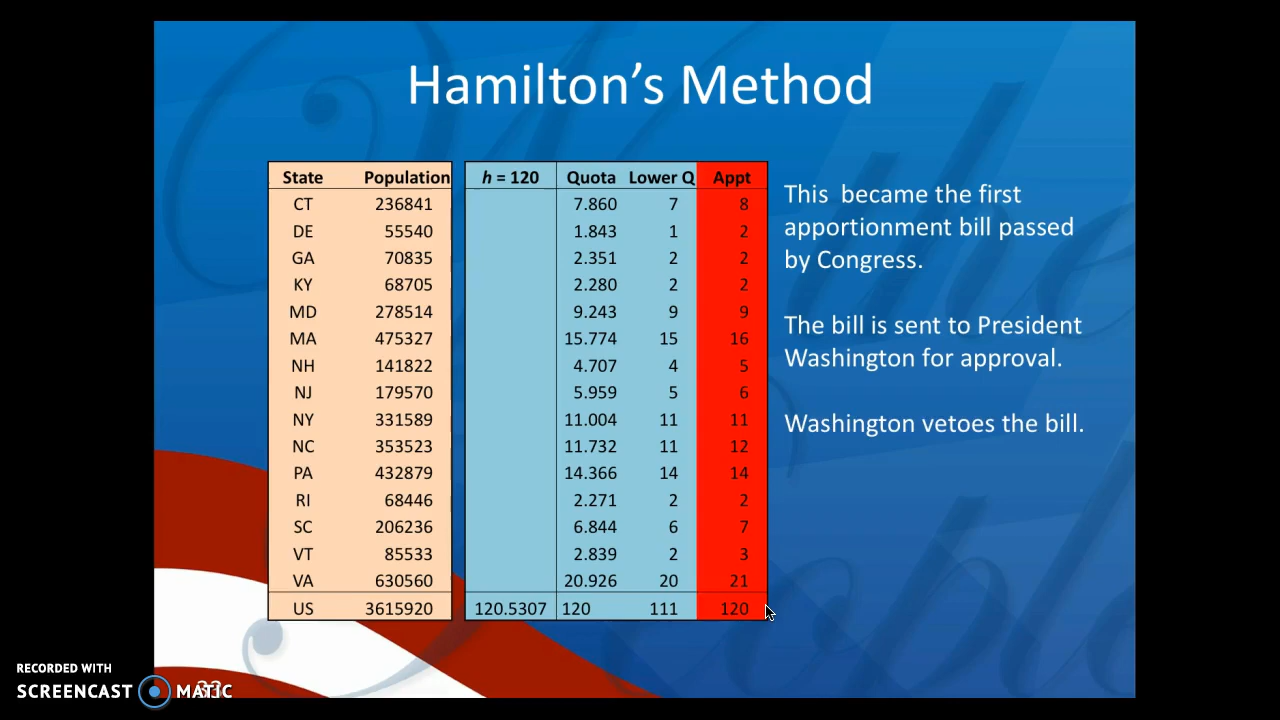 Hamilton’s Method
State Population h = 120 Quota Lower Q Appt
CT 236841 7.860 7 8
DE 55540 1.843 1 2
GA 70835 2.351 2 2
KY 68705 2.280 2 2
MD 278514 9.243 9 9
MA 475327 15.774 15 16
NH 141822 4.707 4 5
NJ 179570 5.959 5 6
NY 331589 11.004 11 11
NC 353523 11.732 11 12
PA 432879 14.366 14 14
RI 68446 2.271 2 2
SC 206236 6.844 6 7
VT 85533 2.839 2 3
VA 630560 20.926 20 21
US 3615920 120.5307 120 111 120
This became the first
apportionment bill passed
by Congress.
The bill is sent to President
Washington for approval.
Washington vetoes the bill.
RECORDED WITH
SCREENCAST MATIC